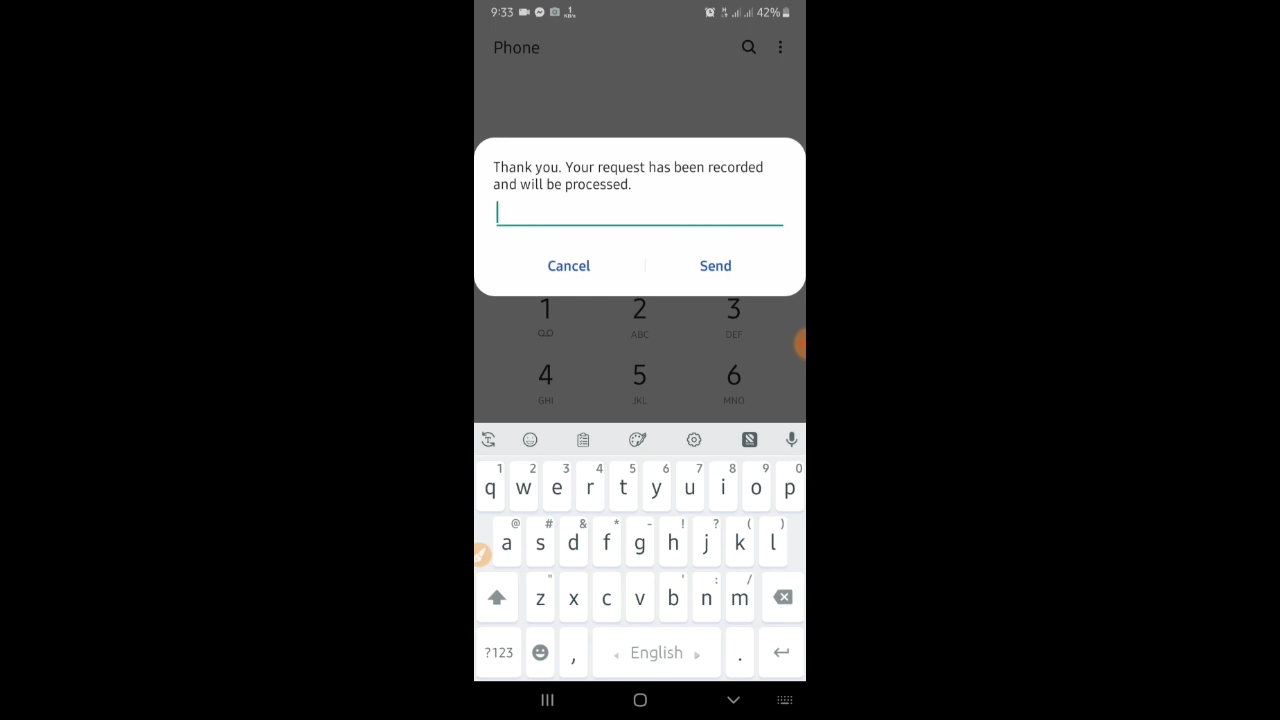 9:33 1 KB/s 42%
Phone
Thank you. Your request has been recorded
and will be processed.
Cancel Send
1 2 3
ABC DEF
4 5 6
GHI JKL MNO
1 2 3 4 5 6 7 8 9 0
q w e r t y u i o p
@ # & * - ! ? ( )
a s d f g h j k l
" ' : /
z x c v b n m
?123 , English .